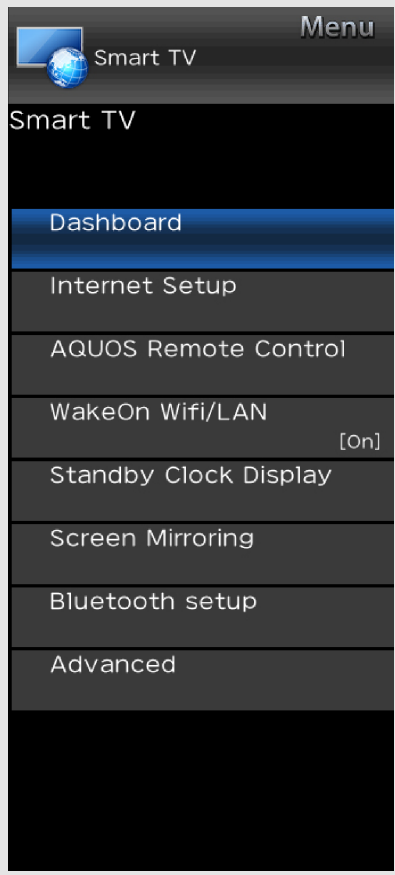 Menu
Smart TV
Smart TV
Dashboard
Internet Setup
AQUOS Remote Control
WakeOn Wifi/LAN
[On]
Standby Clock Display
Screen Mirroring
Bluetooth setup
Advanced